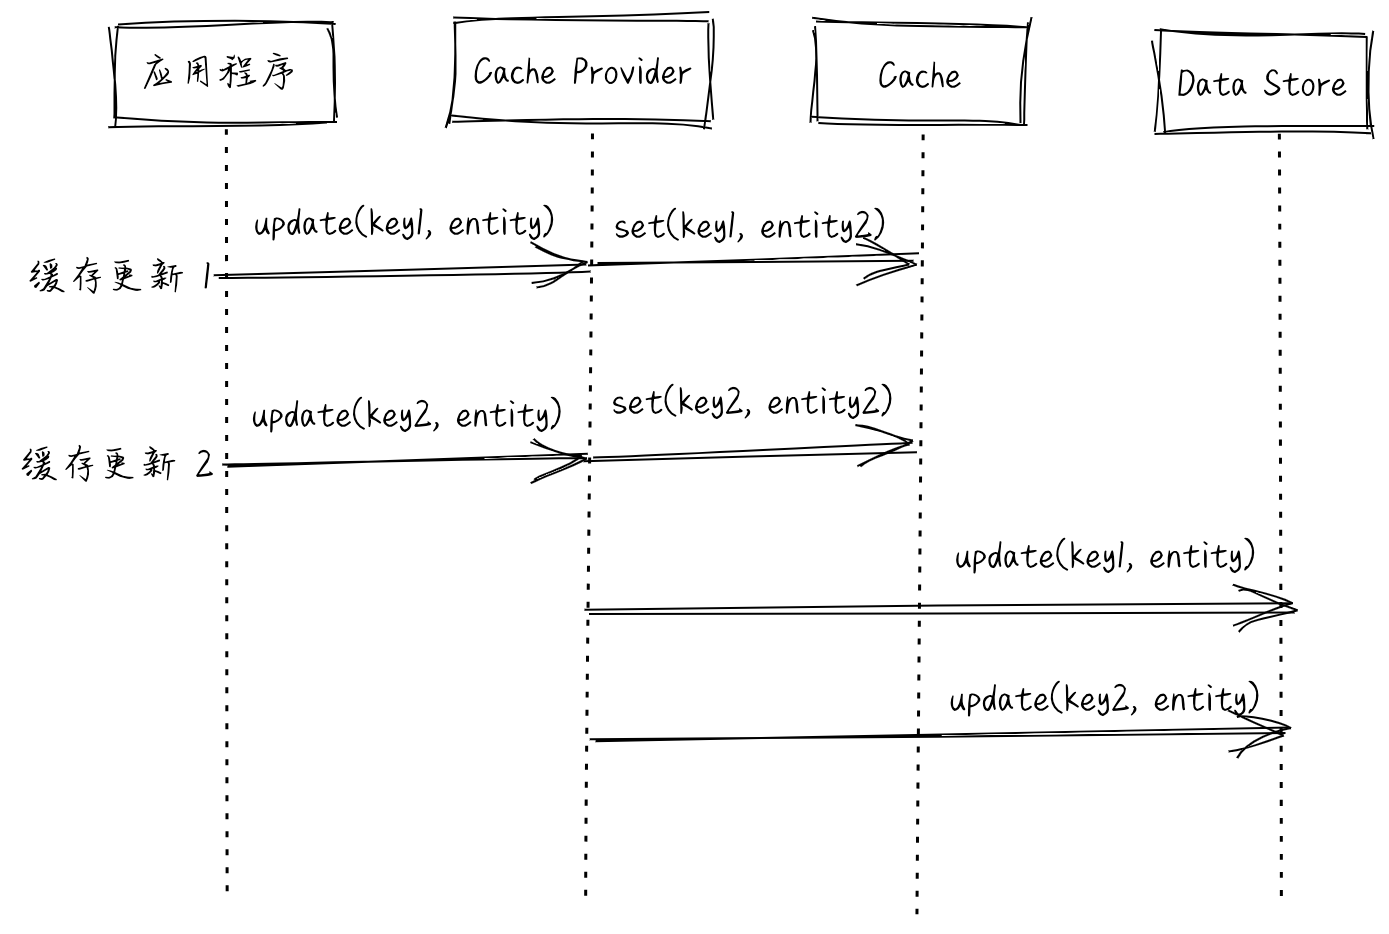 应用程序
Cache Provider
Cache
Data Store
update(key1, entity)
set(key1, entity2)
缓存更新 1
update(key2, entity)
set(key2, entity2)
缓存更新 2
update(key1, entity)
update(key2, entity)